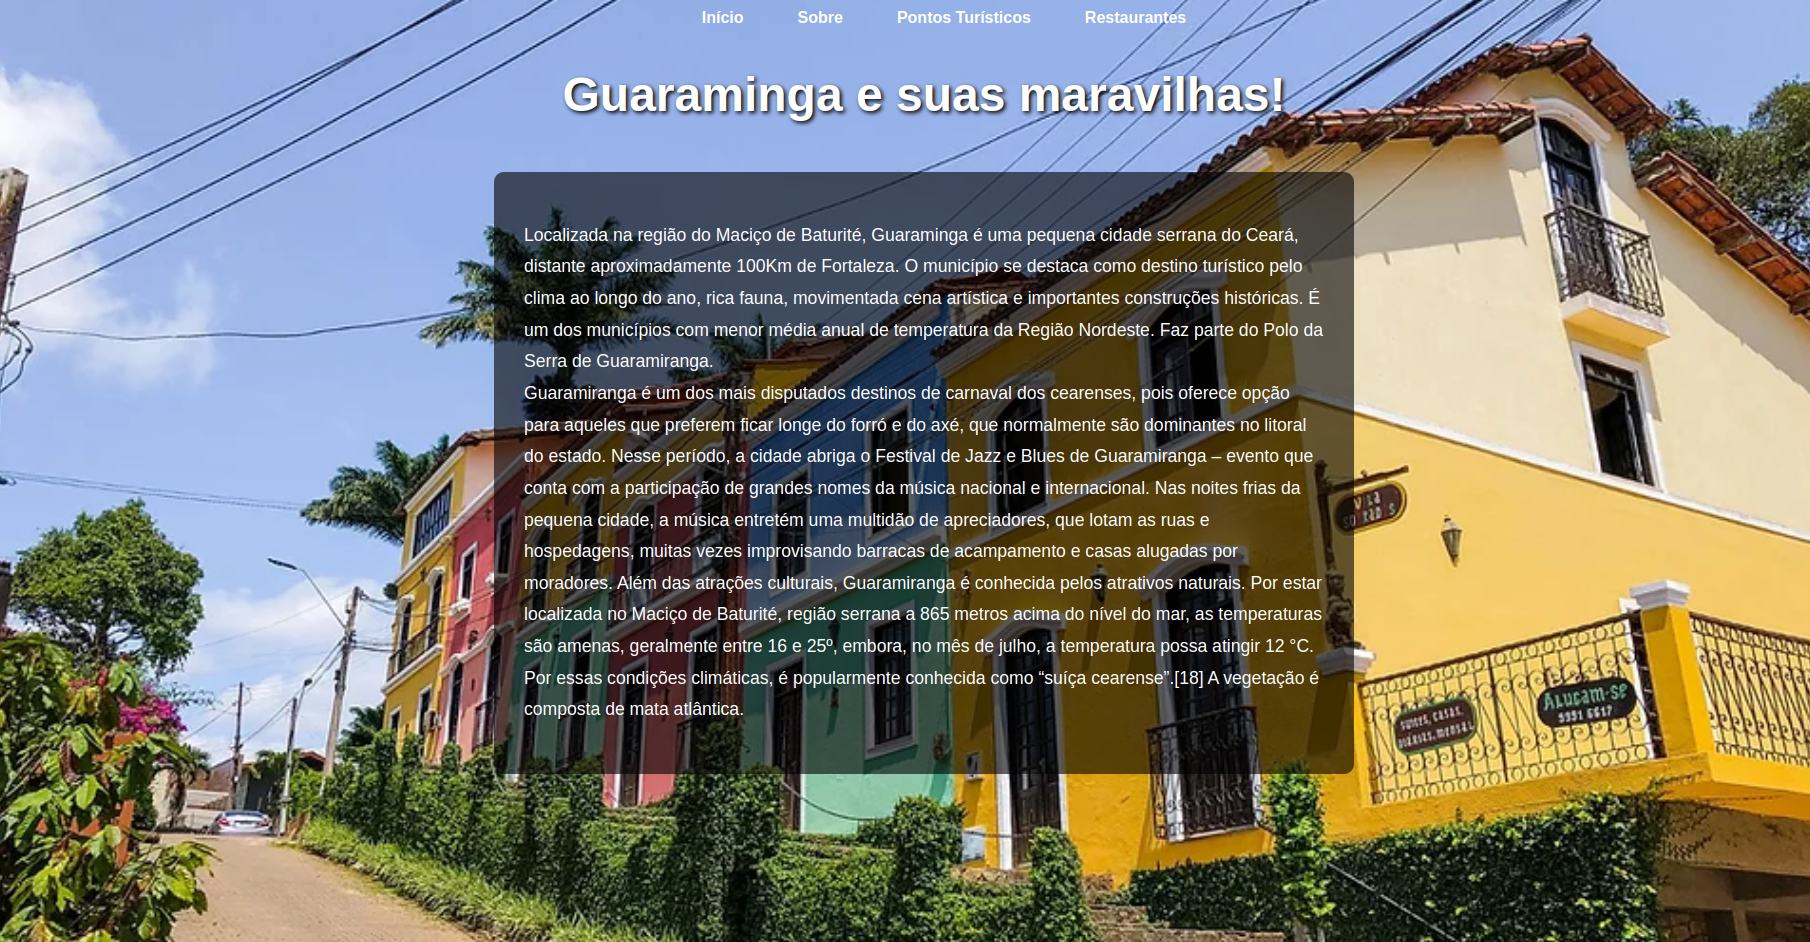 Início Sobre Pontos Turísticos Restaurantes
Guaraminga e suas maravilhas!
Localizada na região do Maciço de Baturité, Guaraminga é uma pequena cidade serrana do Ceará,
distante aproximadamente 100Km de Fortaleza. O município se destaca como destino turístico pelo
clima ao longo do ano, rica fauna, movimentada cena artística e importantes construções históricas. É
um dos municípios com menor média anual de temperatura da Região Nordeste. Faz parte do Polo da
Serra de Guaramiranga.
Guaramiranga é um dos mais disputados destinos de carnaval dos cearenses, pois oferece opção
para aqueles que preferem ficar longe do forró e do axé, que normalmente são dominantes no litoral
do estado. Nesse período, a cidade abriga o Festival de Jazz e Blues de Guaramiranga – evento que
conta com a participação de grandes nomes da música nacional e internacional. Nas noites frias da
pequena cidade, a música entretém uma multidão de apreciadores, que lotam as ruas e
hospedagens, muitas vezes improvisando barracas de acampamento e casas alugadas por
moradores. Além das atrações culturais, Guaramiranga é conhecida pelos atrativos naturais. Por estar
localizada no Maciço de Baturité, região serrana a 865 metros acima do nível do mar, as temperaturas
são amenas, geralmente entre 16 e 25º, embora, no mês de julho, a temperatura possa atingir 12 °C.
Por essas condições climáticas, é popularmente conhecida como “suíça cearense”.[18] A vegetação é
composta de mata atlântica.
Alugam-se
9991 6617